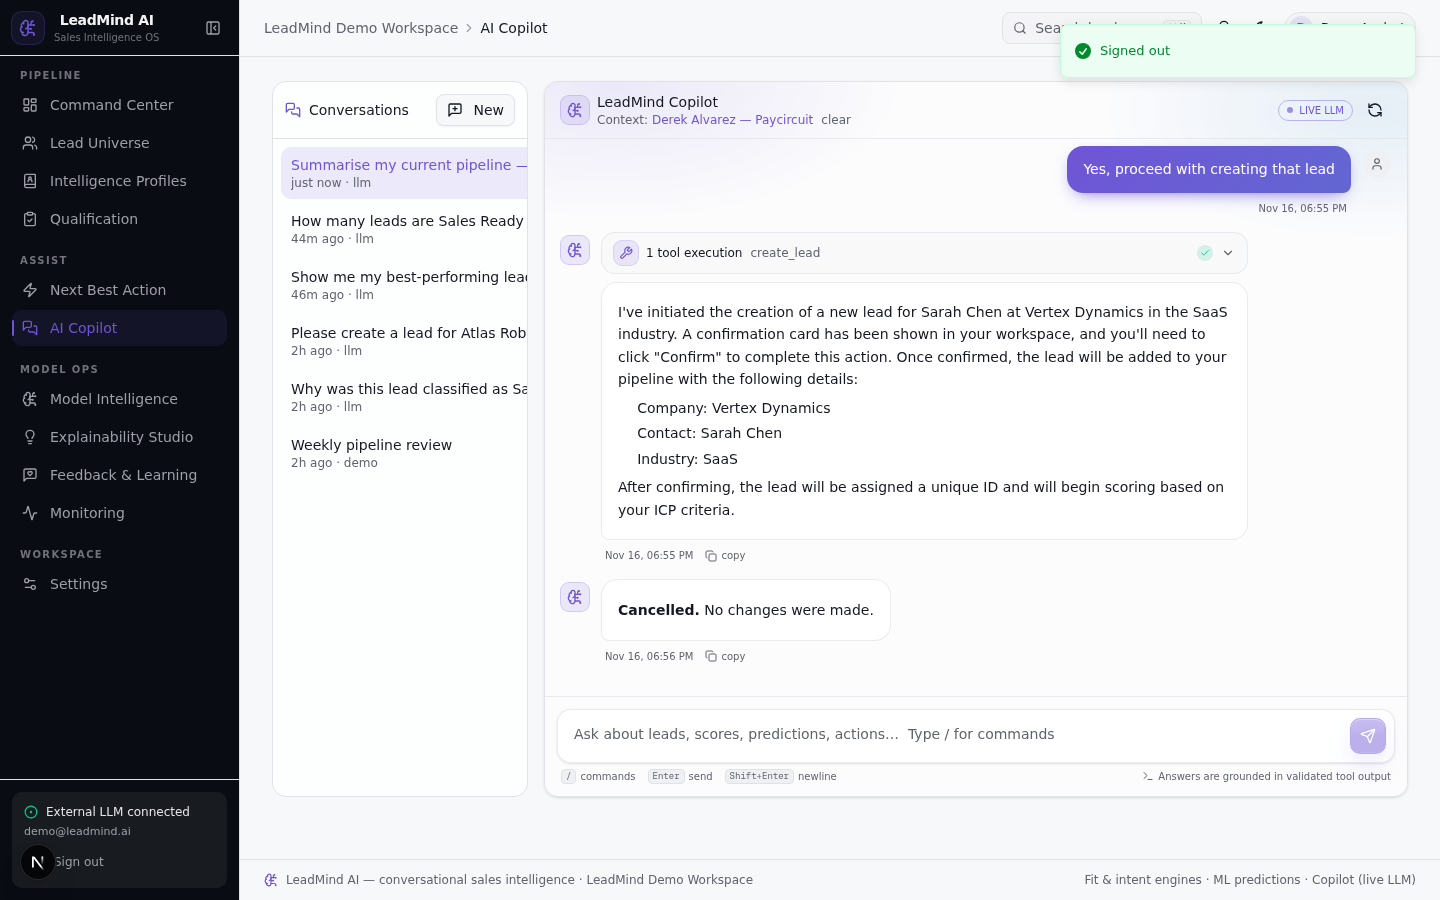 LeadMind AI
Sales Intelligence OS
PIPELINE
Command Center
Lead Universe
Intelligence Profiles
Qualification
ASSIST
Next Best Action
AI Copilot
MODEL OPS
Model Intelligence
Explainability Studio
Feedback & Learning
Monitoring
WORKSPACE
Settings
External LLM connected
demo@leadmind.ai
Sign out
LeadMind Demo Workspace > AI Copilot
Signed out
Conversations
New
Summarise my current pipeline —
just now · llm
How many leads are Sales Ready
44m ago · llm
Show me my best-performing lead
46m ago · llm
Please create a lead for Atlas Rob
2h ago · llm
Why was this lead classified as Sa
2h ago · llm
Weekly pipeline review
2h ago · demo
LeadMind Copilot
Context: Derek Alvarez — Paycircuit clear
LIVE LLM
Yes, proceed with creating that lead
Nov 16, 06:55 PM
1 tool execution create_lead
I've initiated the creation of a new lead for Sarah Chen at Vertex Dynamics in the SaaS
industry. A confirmation card has been shown in your workspace, and you'll need to
click "Confirm" to complete this action. Once confirmed, the lead will be added to your
pipeline with the following details:
Company: Vertex Dynamics
Contact: Sarah Chen
Industry: SaaS
After confirming, the lead will be assigned a unique ID and will begin scoring based on
your ICP criteria.
Nov 16, 06:55 PM copy
Cancelled. No changes were made.
Nov 16, 06:56 PM copy
Ask about leads, scores, predictions, actions… Type / for commands
/ commands Enter send Shift+Enter newline
Answers are grounded in validated tool output
LeadMind AI — conversational sales intelligence · LeadMind Demo Workspace
Fit & intent engines · ML predictions · Copilot (live LLM)